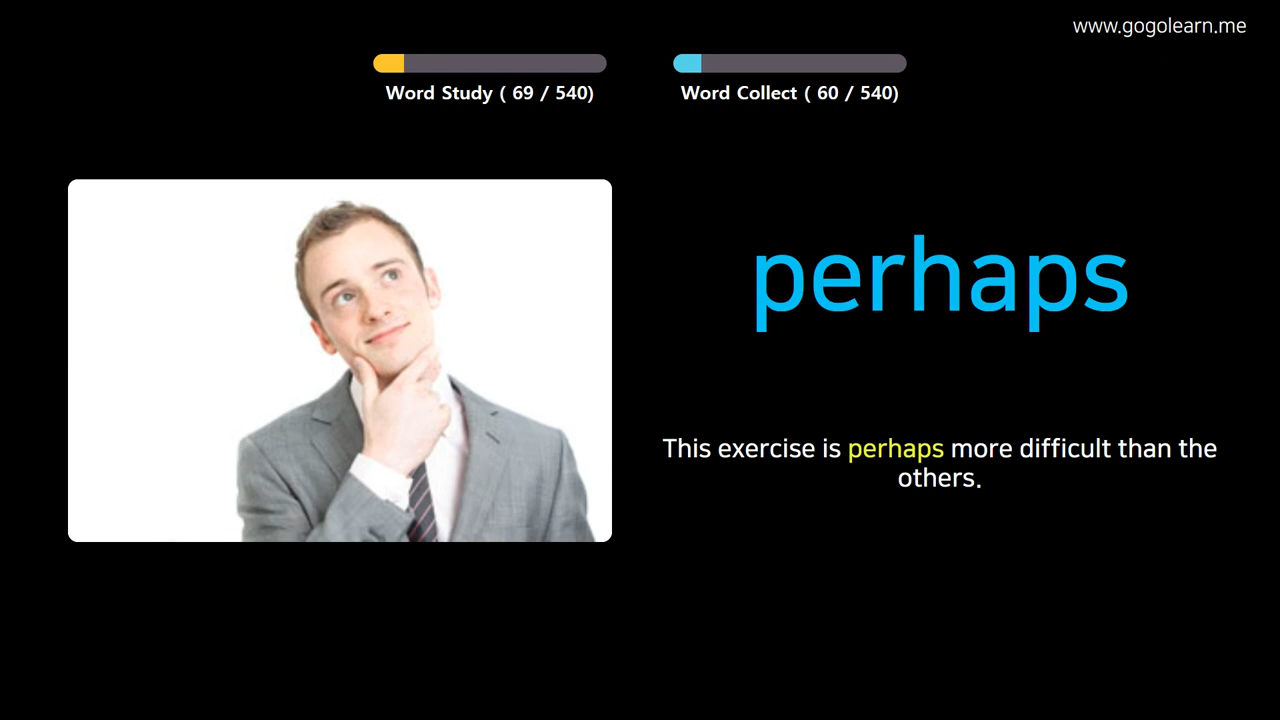 www.gogolearn.me
Word Study ( 69 / 540)
Word Collect ( 60 / 540)
perhaps
This exercise is perhaps more difficult than the
others.